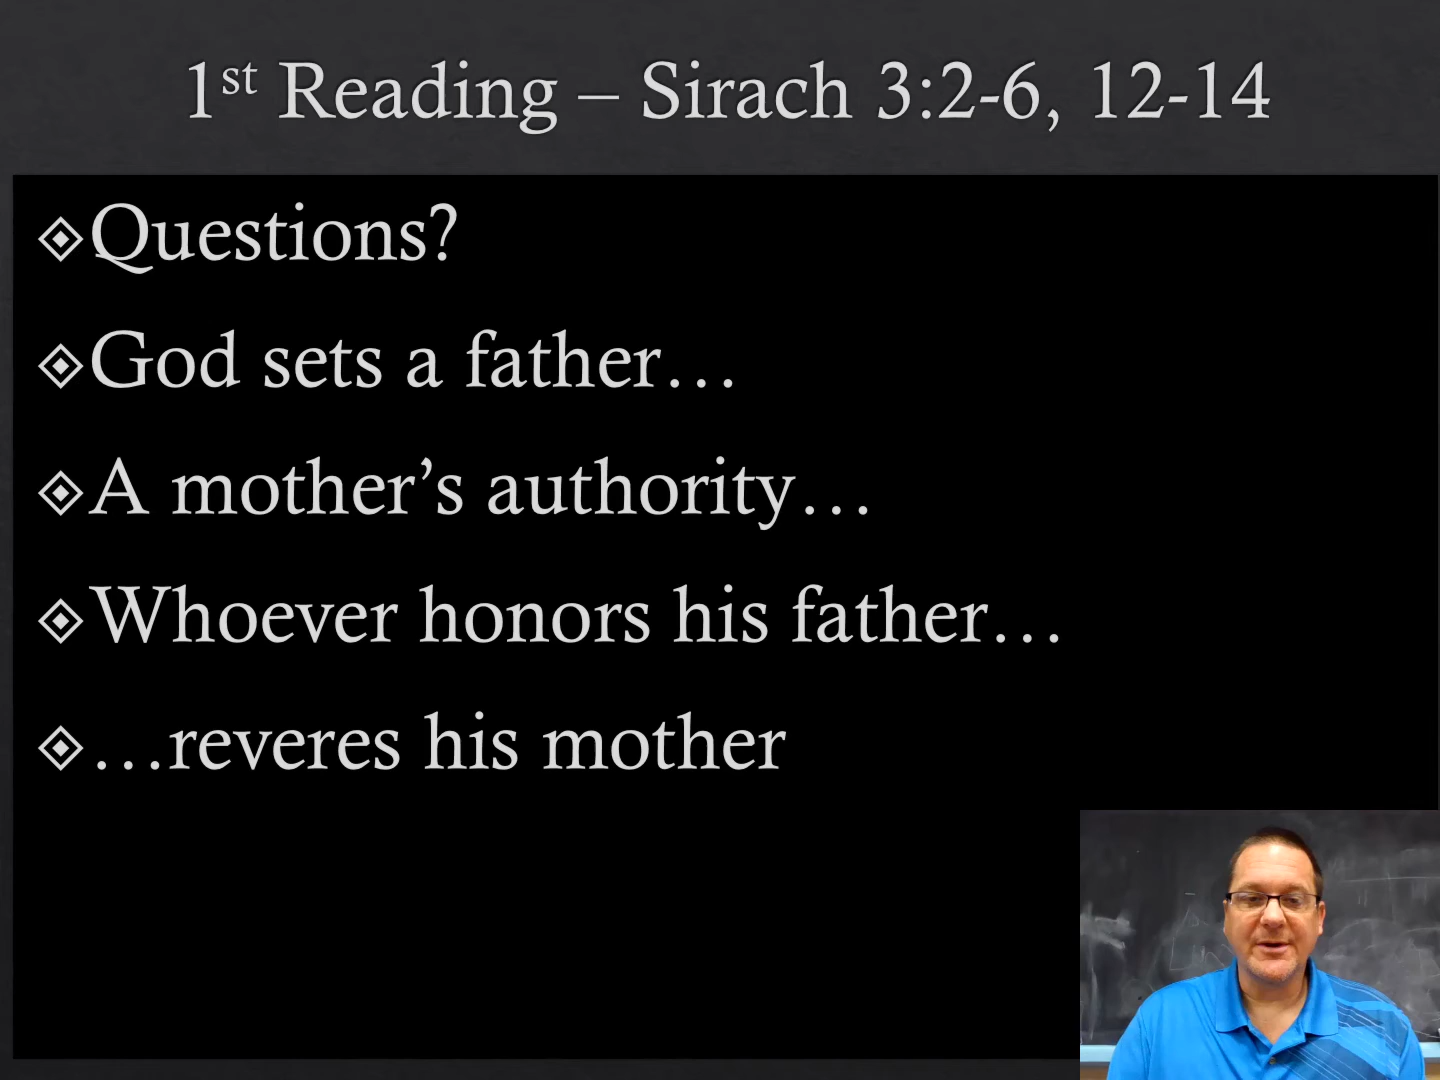 1st Reading – Sirach 3:2-6, 12-14
Questions?
God sets a father…
A mother’s authority…
Whoever honors his father…
…reveres his mother